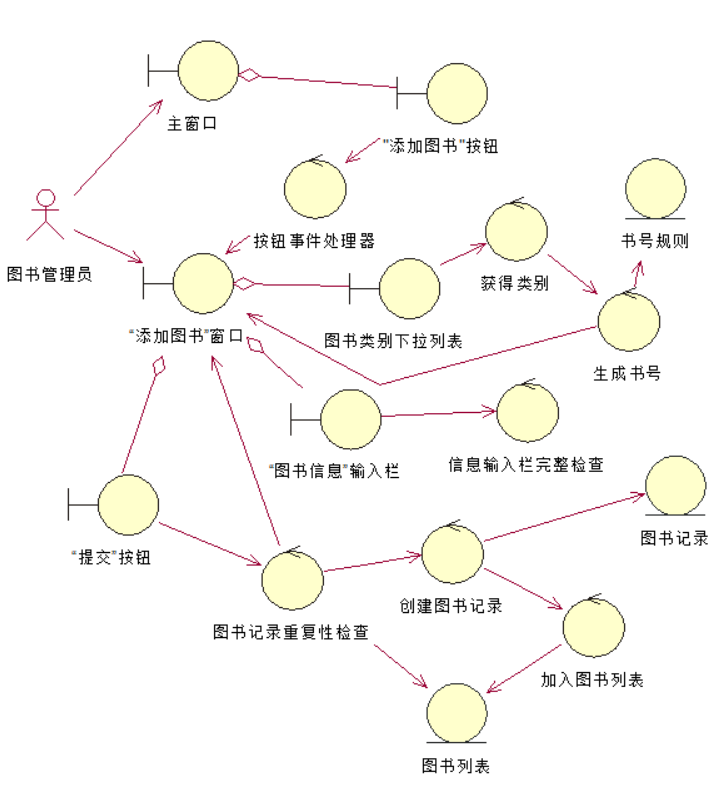 主窗口
“添加图书”按钮
按钮事件处理器
书号规则
图书管理员
获得类别
“添加图书”窗口
图书类别下拉列表
生成书号
“图书信息”输入栏
信息输入栏完整检查
“提交”按钮
图书记录
创建图书记录
图书记录重复性检查
加入图书列表
图书列表